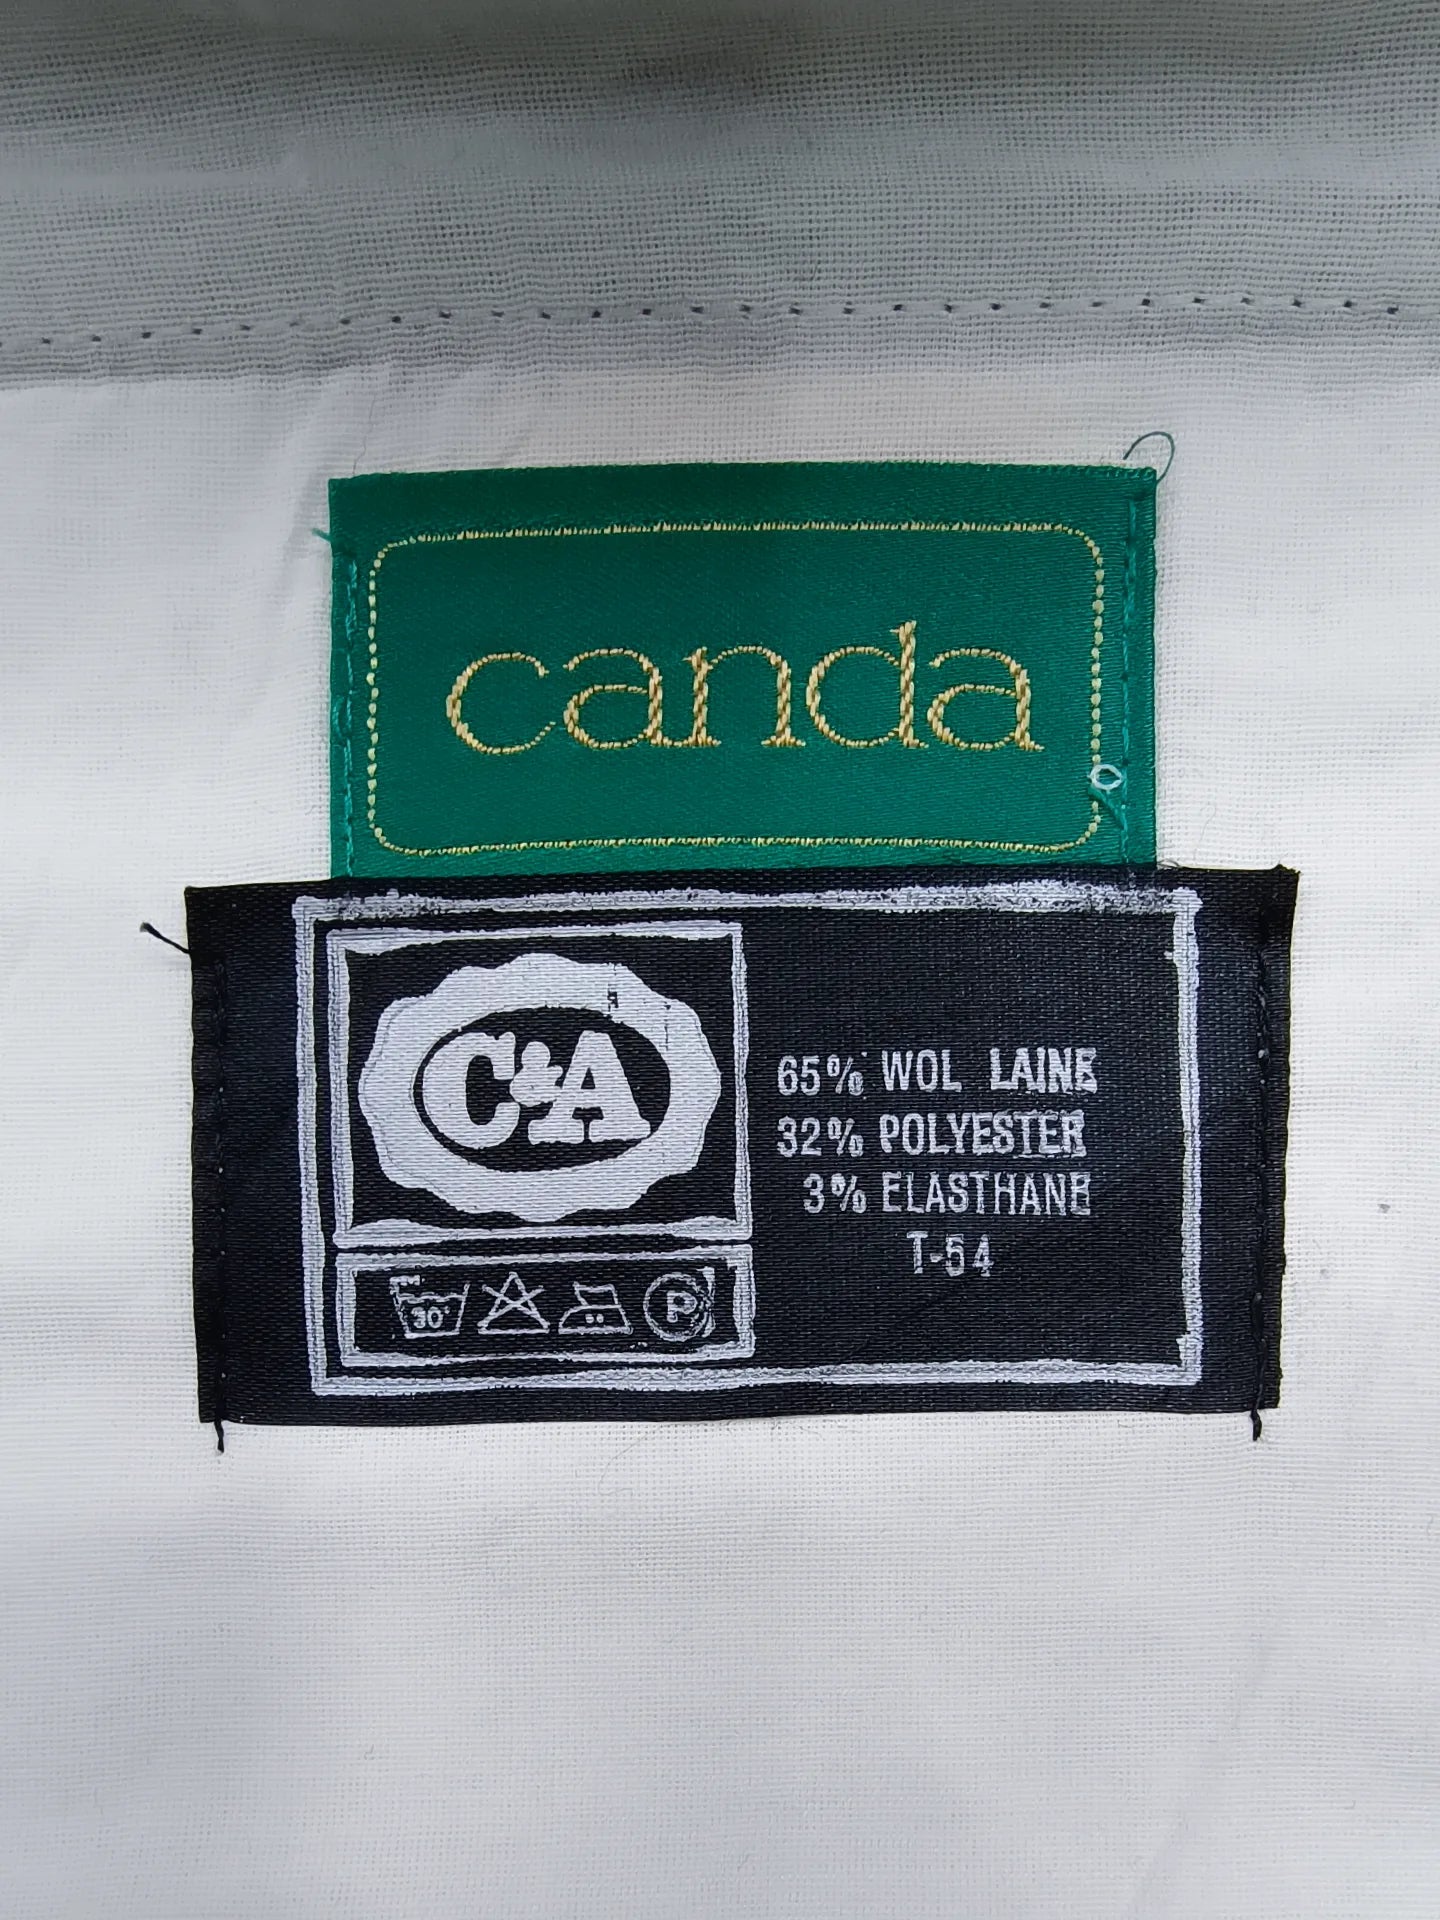 canda
C&A
65% WOL LAINE
32% POLYESTER
3% ELASTHANE
T-54
30°
P